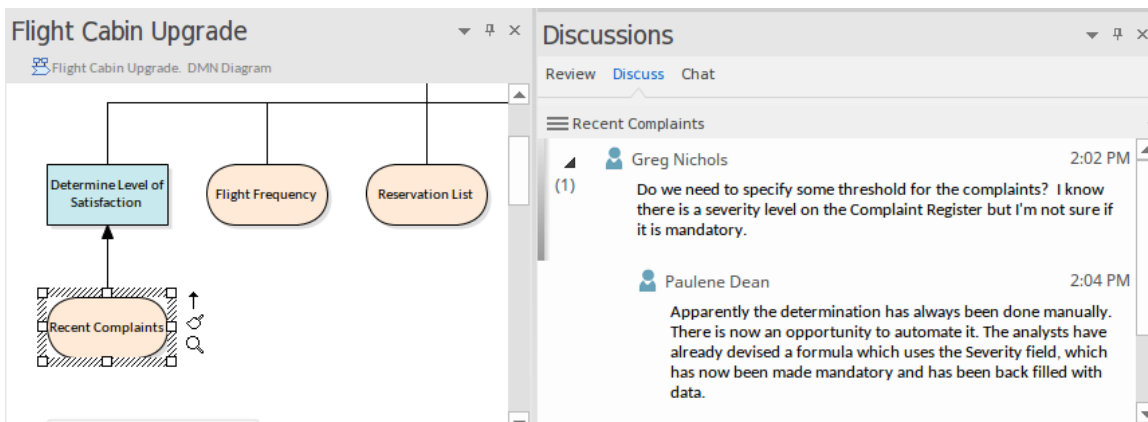 Flight Cabin Upgrade
Flight Cabin Upgrade. DMN Diagram
Determine Level of
Satisfaction
Flight Frequency
Reservation List
Recent Complaints
Discussions
Review Discuss Chat
Recent Complaints
Greg Nichols 2:02 PM
(1)
Do we need to specify some threshold for the complaints? I know
there is a severity level on the Complaint Register but I'm not sure if
it is mandatory.
Paulene Dean 2:04 PM
Apparently the determination has always been done manually.
There is now an opportunity to automate it. The analysts have
already devised a formula which uses the Severity field, which
has now been made mandatory and has been back filled with
data.